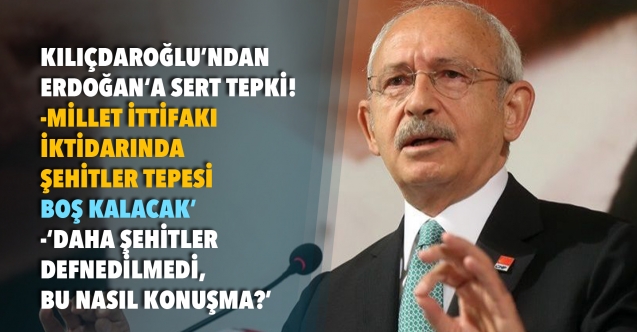 KILIÇDAROĞLU'NDAN
ERDOĞAN'A SERT TEPKİ!
-MİLLET İTTİFAKI
İKTİDARINDA
ŞEHİTLER TEPESİ
BOŞ KALACAK'
-'DAHA ŞEHİTLER
DEFNEDİLMEDİ,
BU NASIL KONUŞMA?'